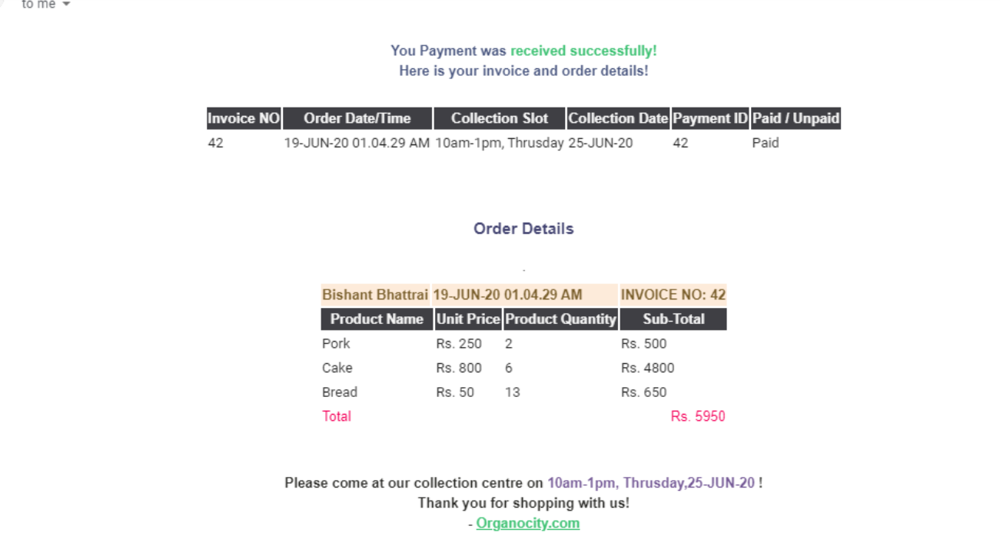 to me
You Payment was received successfully!
Here is your invoice and order details!
Invoice NO Order Date/Time Collection Slot Collection Date Payment ID Paid / Unpaid
42 19-JUN-20 01.04.29 AM 10am-1pm, Thrusday 25-JUN-20 42 Paid
Order Details
.
Bishant Bhattrai 19-JUN-20 01.04.29 AM INVOICE NO: 42
Product Name Unit Price Product Quantity Sub-Total
Pork Rs. 250 2 Rs. 500
Cake Rs. 800 6 Rs. 4800
Bread Rs. 50 13 Rs. 650
Total Rs. 5950
Please come at our collection centre on 10am-1pm, Thrusday,25-JUN-20 !
Thank you for shopping with us!
- Organocity.com